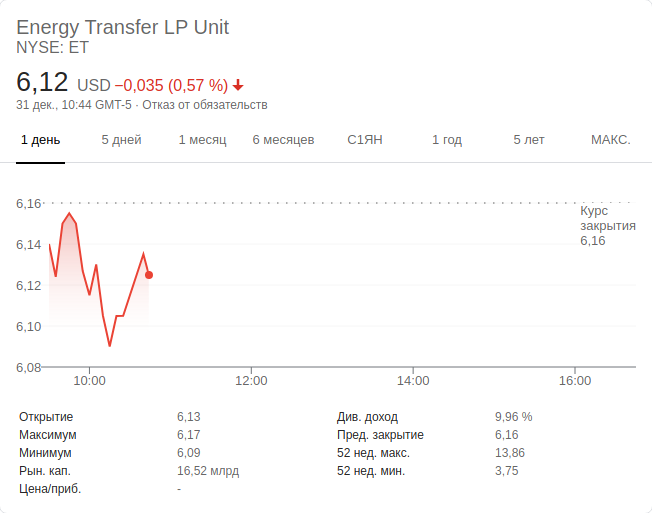 Energy Transfer LP Unit
NYSE: ET
6,12 USD −0,035 (0,57 %)
31 дек., 10:44 GMT-5 · Отказ от обязательств
1 день 5 дней 1 месяц 6 месяцев С1ЯН 1 год 5 лет МАКС.
6,16
Курс
закрытия
6,16
6,14
6,12
6,10
6,08
10:00 12:00 14:00 16:00
Открытие 6,13 Див. доход 9,96 %
Максимум 6,17 Пред. закрытие 6,16
Минимум 6,09 52 нед. макс. 13,86
Рын. кап. 16,52 млрд 52 нед. мин. 3,75
Цена/приб. -